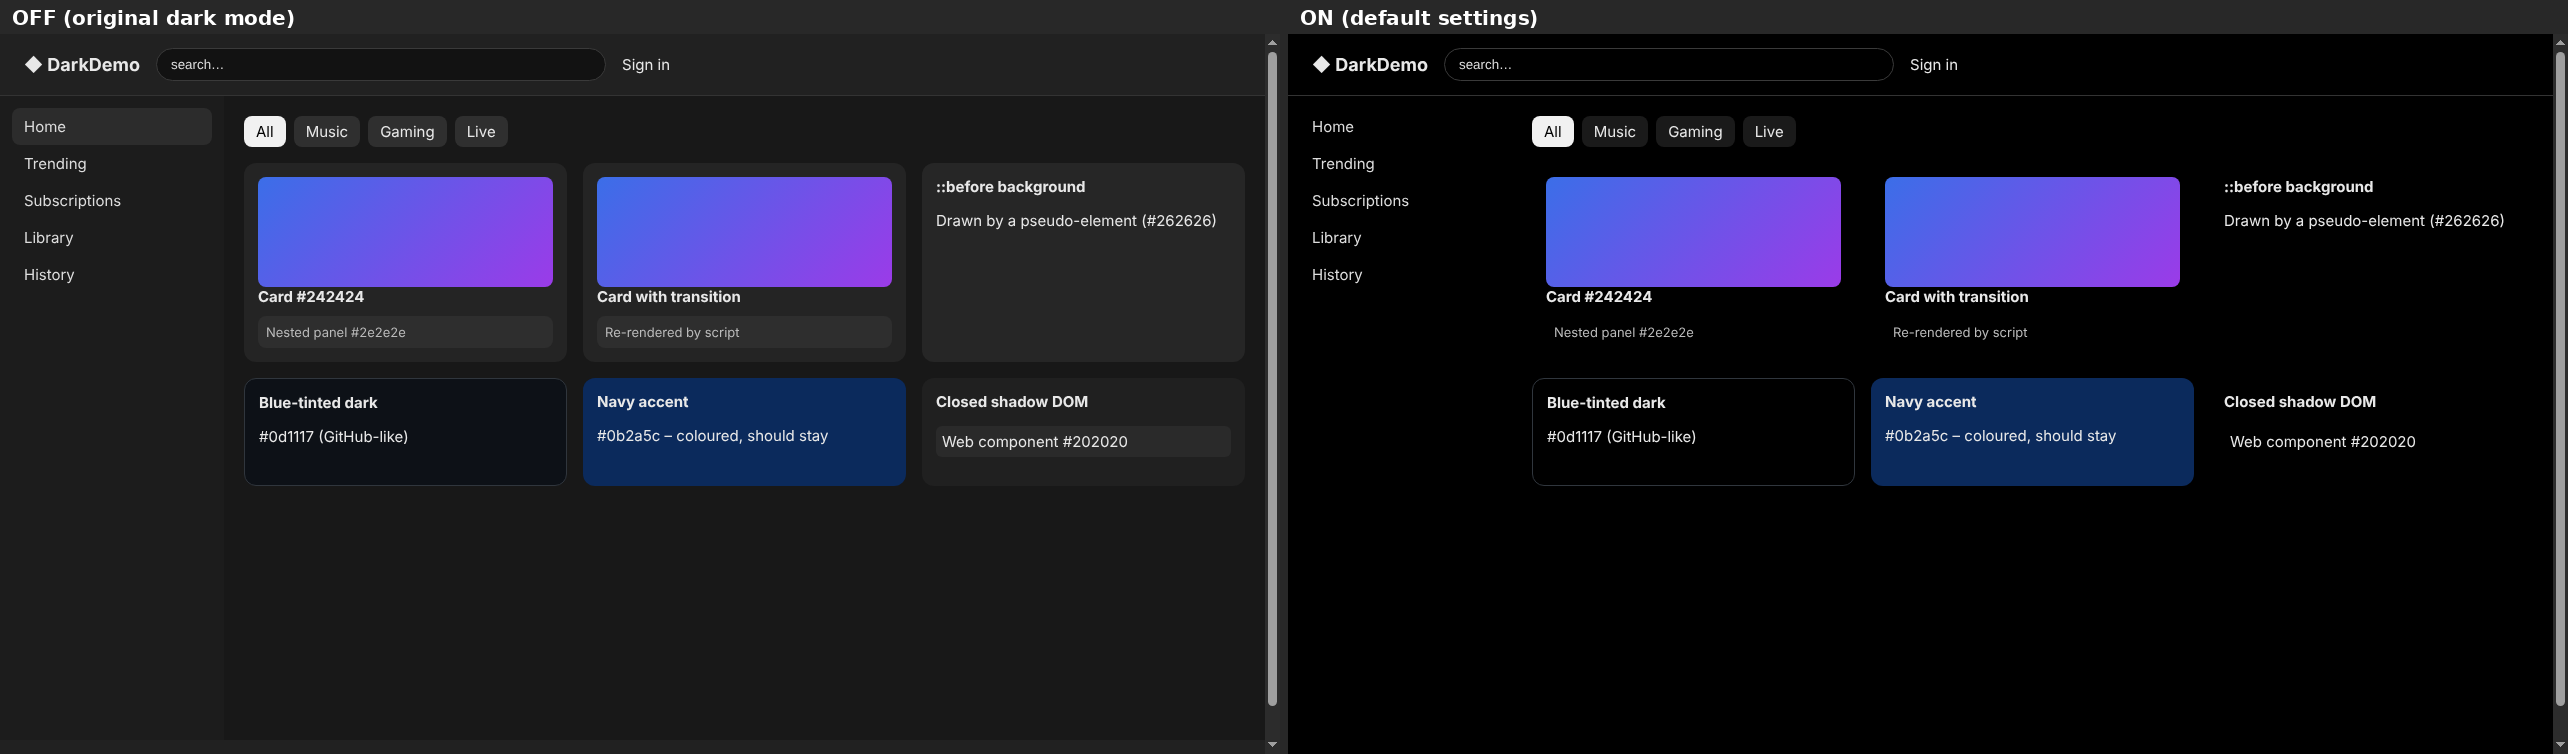 OFF (original dark mode)
DarkDemo
search...
Sign in
Home
Trending
Subscriptions
Library
History
All
Music
Gaming
Live
Card #242424
Nested panel #2e2e2e
Card with transition
Re-rendered by script
::before background
Drawn by a pseudo-element (#262626)
Blue-tinted dark
#0d1117 (GitHub-like)
Navy accent
#0b2a5c – coloured, should stay
Closed shadow DOM
Web component #202020
ON (default settings)
DarkDemo
search...
Sign in
Home
Trending
Subscriptions
Library
History
All
Music
Gaming
Live
Card #242424
Nested panel #2e2e2e
Card with transition
Re-rendered by script
::before background
Drawn by a pseudo-element (#262626)
Blue-tinted dark
#0d1117 (GitHub-like)
Navy accent
#0b2a5c – coloured, should stay
Closed shadow DOM
Web component #202020